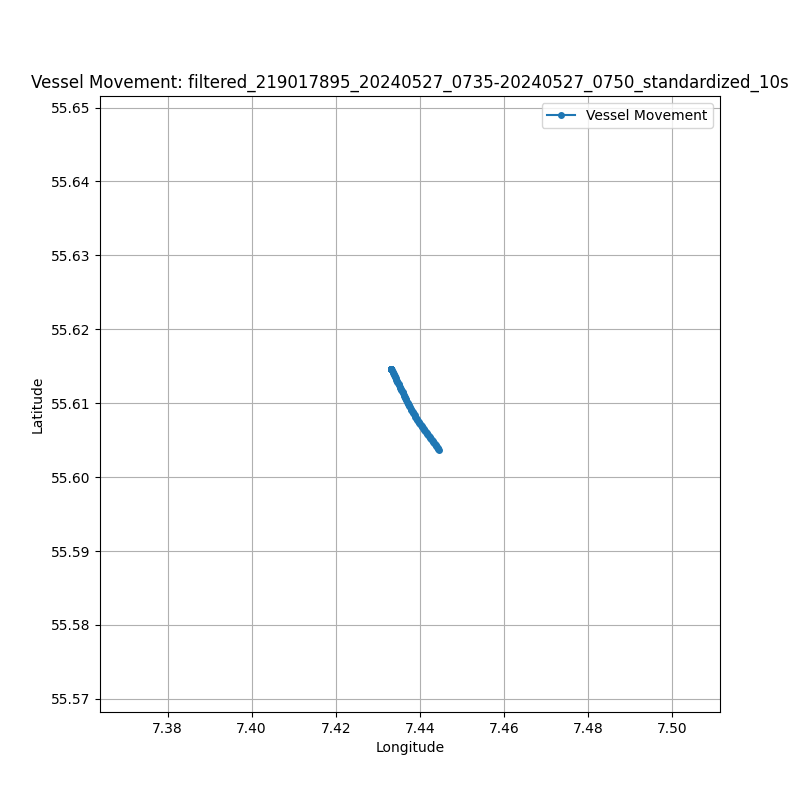 Vessel Movement: filtered_219017895_20240527_0735-20240527_0750_standardized_10s
Vessel Movement
55.65
55.64
55.63
55.62
55.61
55.60
55.59
55.58
55.57
Latitude
7.38 7.40 7.42 7.44 7.46 7.48 7.50
Longitude